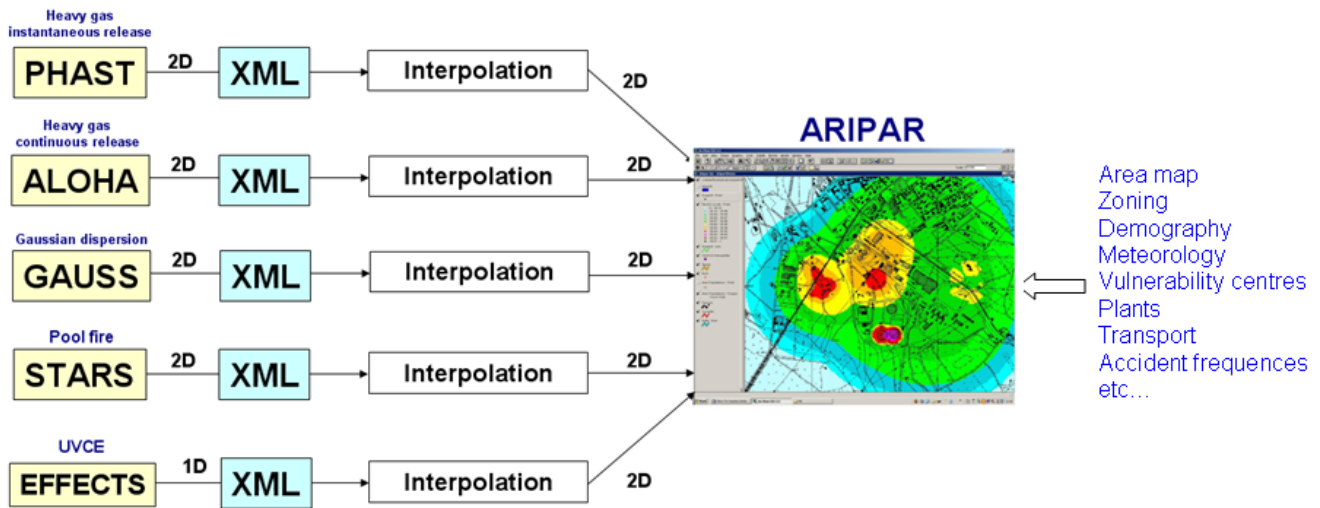 Heavy gas
instantaneous release
PHAST
2D
XML
Interpolation
2D
Heavy gas
continuous release
ALOHA
2D
XML
Interpolation
2D
Gaussian dispersion
GAUSS
2D
XML
Interpolation
2D
Pool fire
STARS
2D
XML
Interpolation
2D
UVCE
EFFECTS
1D
XML
Interpolation
2D
ARIPAR
Area map
Zoning
Demography
Meteorology
Vulnerability centres
Plants
Transport
Accident frequences
etc...